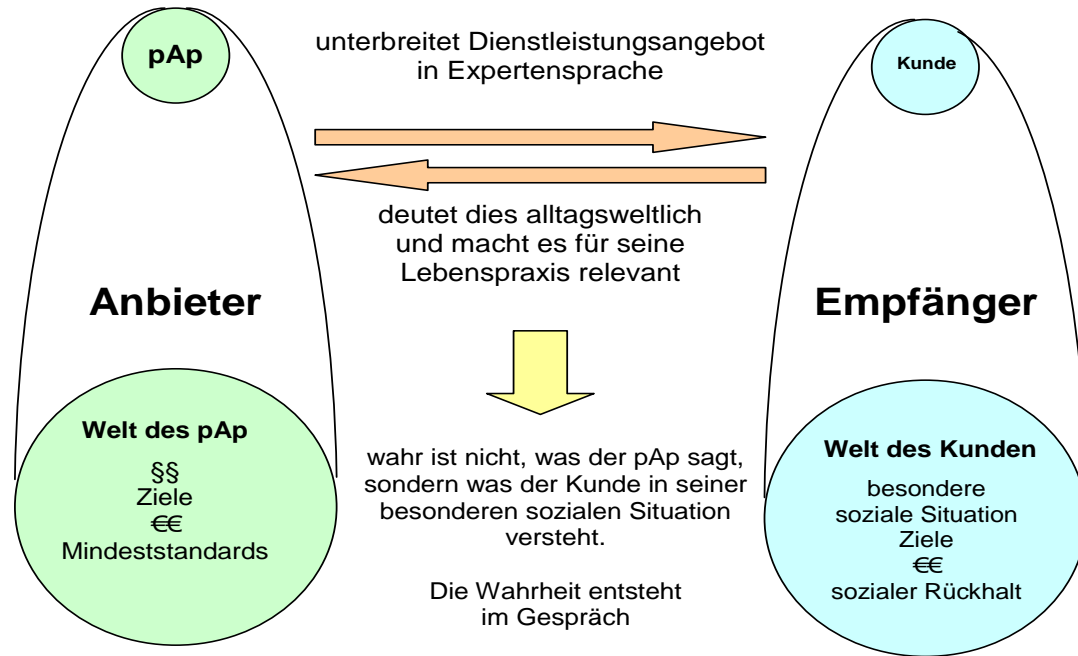 pAp
unterbreitet Dienstleistungsangebot
in Expertensprache
Kunde
deutet dies alltagsweltlich
und macht es für seine
Lebenspraxis relevant
Anbieter
Empfänger
Welt des pAp
§§
Ziele
€€
Mindeststandards
wahr ist nicht, was der pAp sagt,
sondern was der Kunde in seiner
besonderen sozialen Situation
versteht.
Die Wahrheit entsteht
im Gespräch
Welt des Kunden
besondere
soziale Situation
Ziele
€€
sozialer Rückhalt